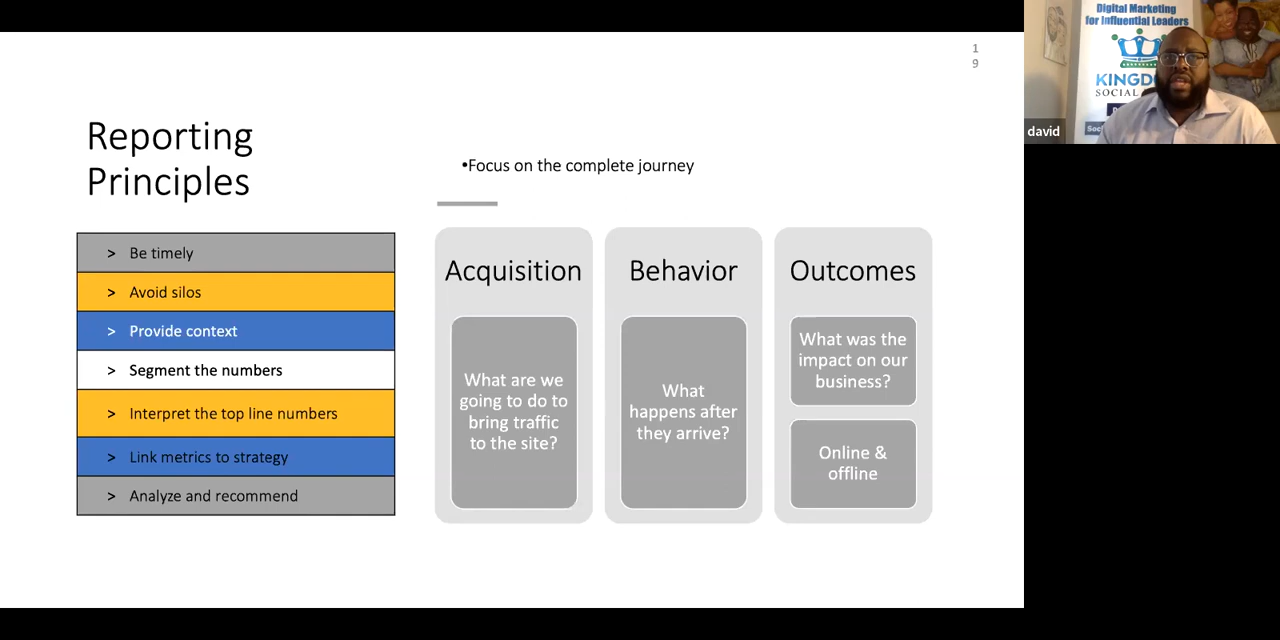 1
9
Reporting
Principles
> Be timely
> Avoid silos
> Provide context
> Segment the numbers
> Interpret the top line numbers
> Link metrics to strategy
> Analyze and recommend
•Focus on the complete journey
Acquisition
What are we
going to do to
bring traffic
to the site?
Behavior
What
happens after
they arrive?
Outcomes
What was the
impact on our
business?
Online &
offline
Digital Marketing
for Influential Leaders
SOCIAL
david